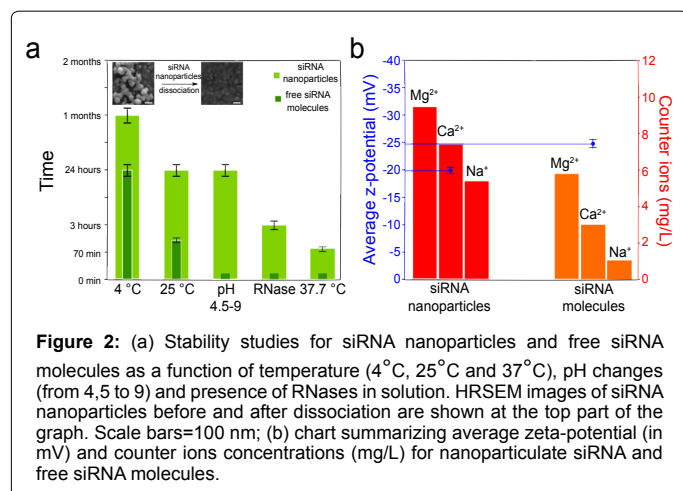 a
siRNA
nanoparticles
dissociation
siRNA
nanoparticles
free siRNA
molecules
Time
2 months
1 months
24 hours
3 hours
70 min
0 min
4 °C
25 °C
pH
4.5-9
RNase
37.7 °C
b
Average z-potential (mV)
-40
-35
-30
-25
-20
-15
-10
-5
0
Mg²⁺
Ca²⁺
Na⁺
Mg²⁺
Ca²⁺
Na⁺
siRNA
nanoparticles
siRNA
molecules
12
10
8
6
4
2
0
Counter ions (mg/L)
Figure 2: (a) Stability studies for siRNA nanoparticles and free siRNA
molecules as a function of temperature (4°C, 25°C and 37°C), pH changes
(from 4,5 to 9) and presence of RNases in solution. HRSEM images of siRNA
nanoparticles before and after dissociation are shown at the top part of the
graph. Scale bars=100 nm; (b) chart summarizing average zeta-potential (in
mV) and counter ions concentrations (mg/L) for nanoparticulate siRNA and
free siRNA molecules.